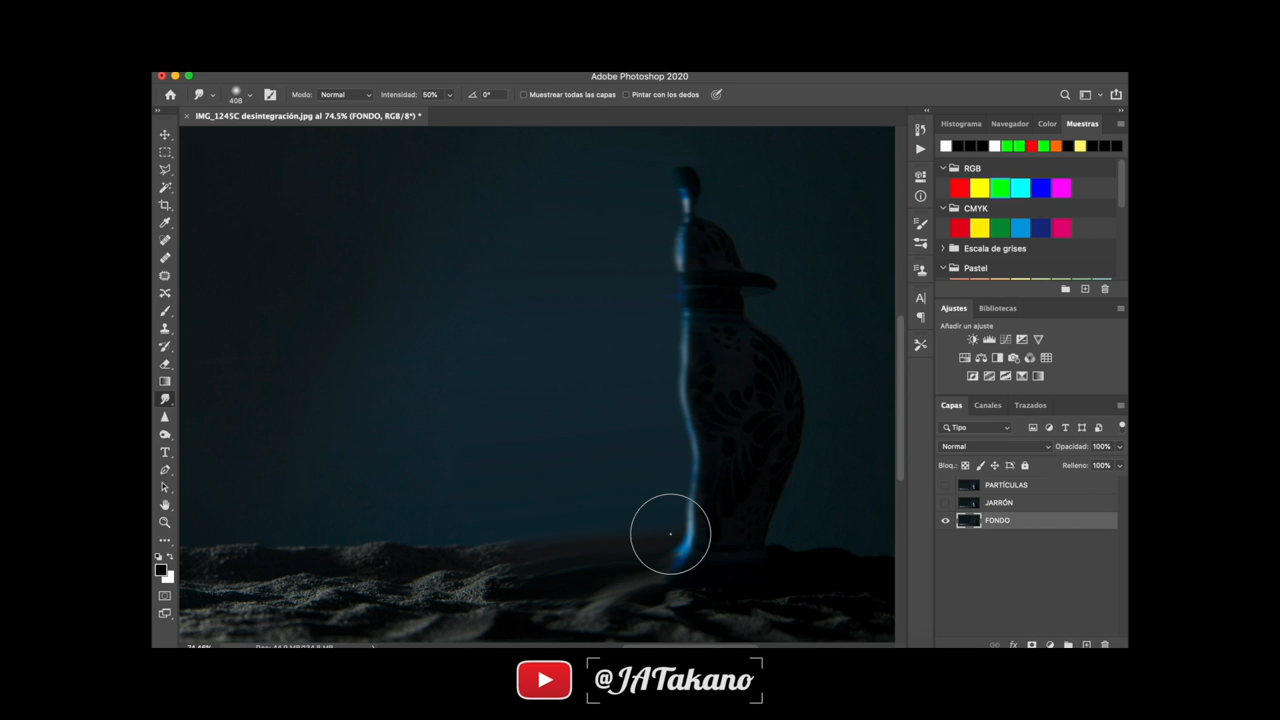 Adobe Photoshop 2020
408 Modo: Normal Intensidad: 50% 0° Muestrear todas las capas Pintar con los dedos
IMG_1245C desintegración.jpg al 74.5% (FONDO, RGB/8*) *
Histograma Navegador Color Muestras
RGB
CMYK
Escala de grises
Pastel
Ajustes Bibliotecas
Añadir un ajuste
Capas Canales Trazados
Tipo
Normal Opacidad: 100%
Bloq.: Relleno: 100%
PARTÍCULAS
JARRÓN
FONDO
@JATakano